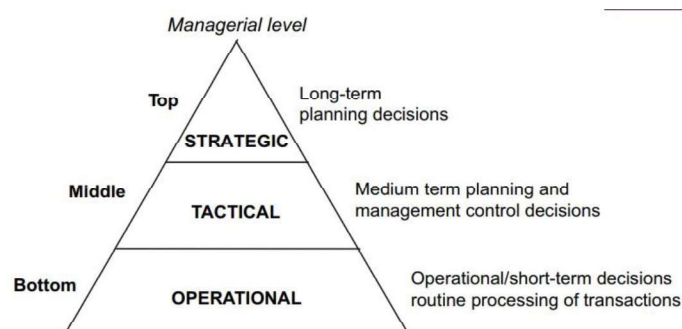 Managerial level
Top
Long-term
planning decisions
STRATEGIC
Middle
Medium term planning and
management control decisions
TACTICAL
Bottom
Operational/short-term decisions
routine processing of transactions
OPERATIONAL